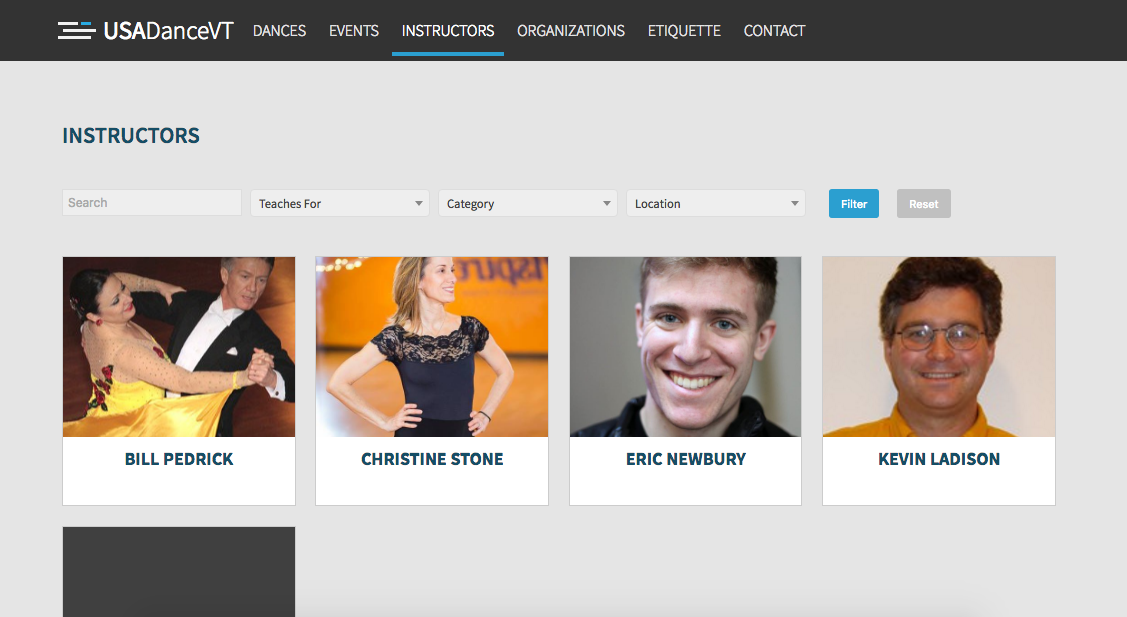 USADanceVT DANCES EVENTS INSTRUCTORS ORGANIZATIONS ETIQUETTE CONTACT
INSTRUCTORS
Search Teaches For Category Location Filter Reset
BILL PEDRICK CHRISTINE STONE ERIC NEWBURY KEVIN LADISON